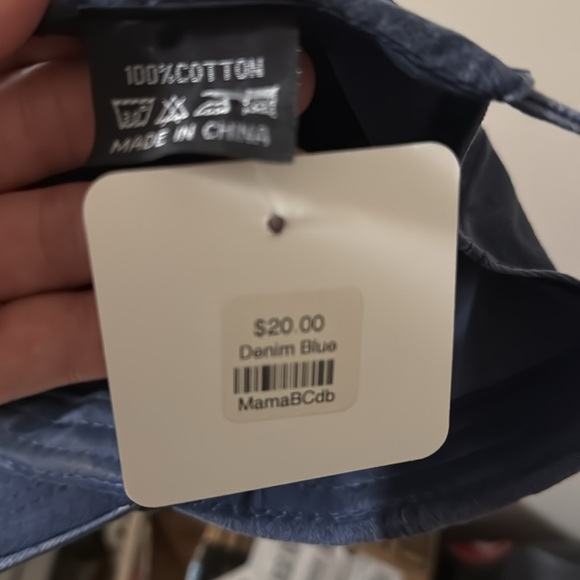 100%COTTON
MADE IN CHINA
$20.00
Denim Blue
MamaBCdb